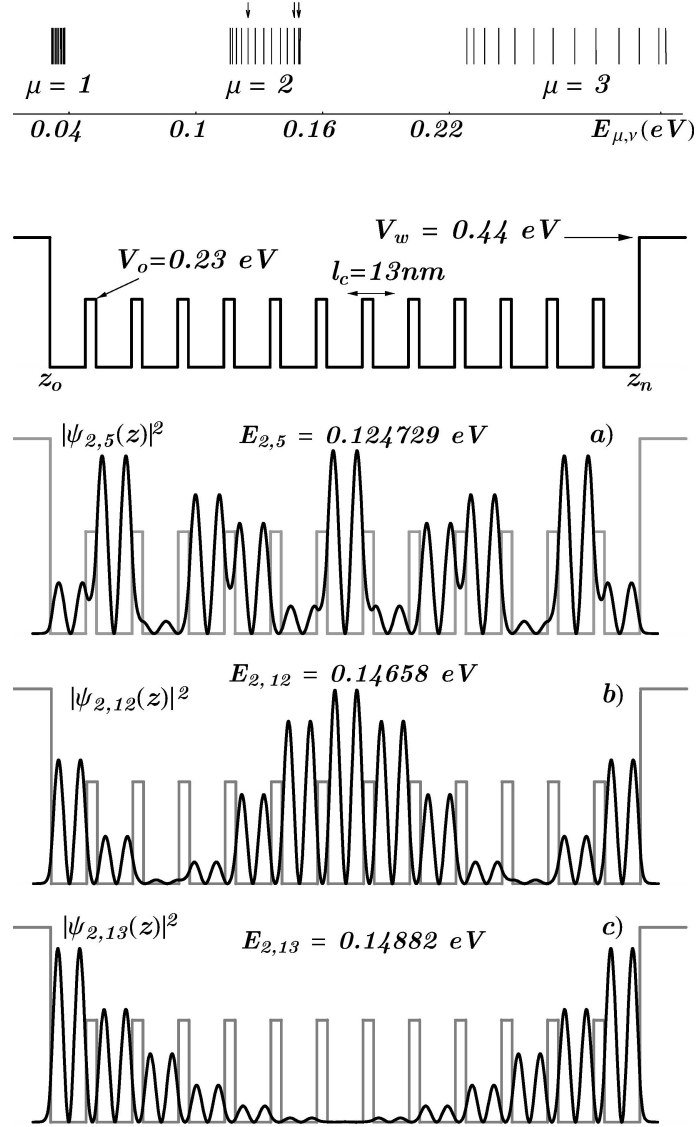 μ = 1 μ = 2 μ = 3
0.04 0.1 0.16 0.22 E_{μ,ν}(eV)
V_w = 0.44 eV
V_o=0.23 eV
l_c=13nm
z_o z_n
|ψ_{2,5}(z)|² E_{2,5} = 0.124729 eV a)
E_{2,12} = 0.14658 eV
|ψ_{2,12}(z)|² b)
|ψ_{2,13}(z)|² c)
E_{2,13} = 0.14882 eV